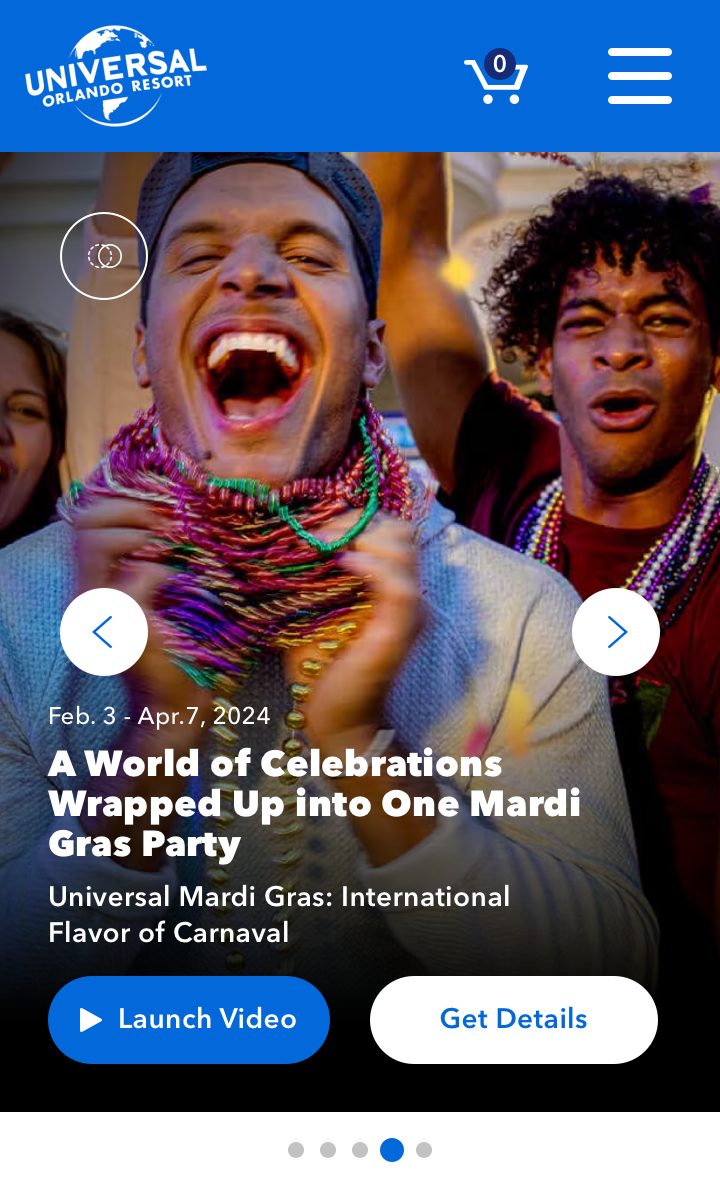 UNIVERSAL
ORLANDO RESORT
0
Feb. 3 - Apr.7, 2024
A World of Celebrations
Wrapped Up into One Mardi
Gras Party
Universal Mardi Gras: International
Flavor of Carnaval
Launch Video
Get Details